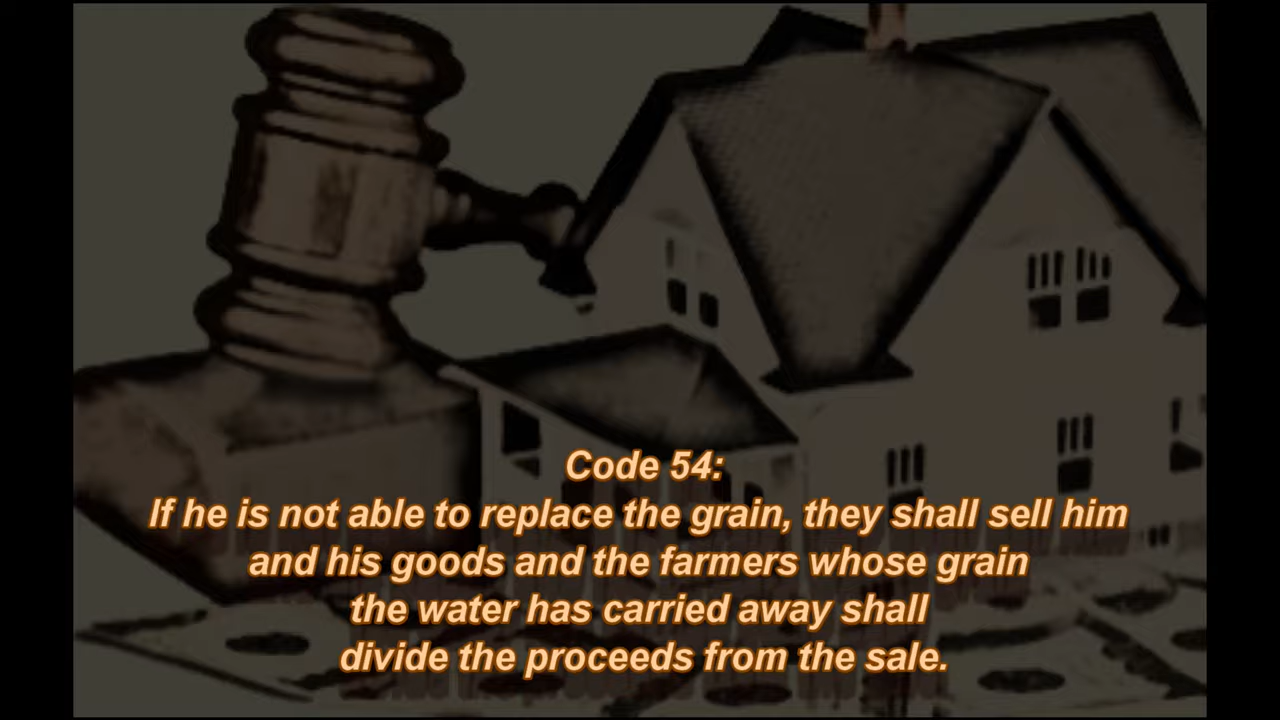 Code 54:
If he is not able to replace the grain, they shall sell him
and his goods and the farmers whose grain
the water has carried away shall
divide the proceeds from the sale.